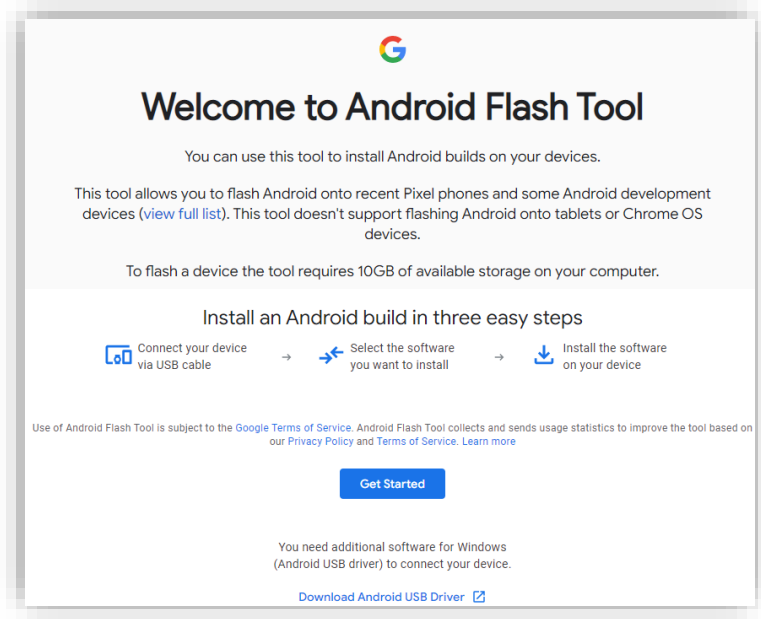 Welcome to Android Flash Tool
You can use this tool to install Android builds on your devices.
This tool allows you to flash Android onto recent Pixel phones and some Android development
devices (view full list). This tool doesn't support flashing Android onto tablets or Chrome OS
devices.
To flash a device the tool requires 10GB of available storage on your computer.
Install an Android build in three easy steps
Connect your device
via USB cable
→
Select the software
you want to install
→
Install the software
on your device
Use of Android Flash Tool is subject to the Google Terms of Service. Android Flash Tool collects and sends usage statistics to improve the tool based on
our Privacy Policy and Terms of Service. Learn more
Get Started
You need additional software for Windows
(Android USB driver) to connect your device.
Download Android USB Driver